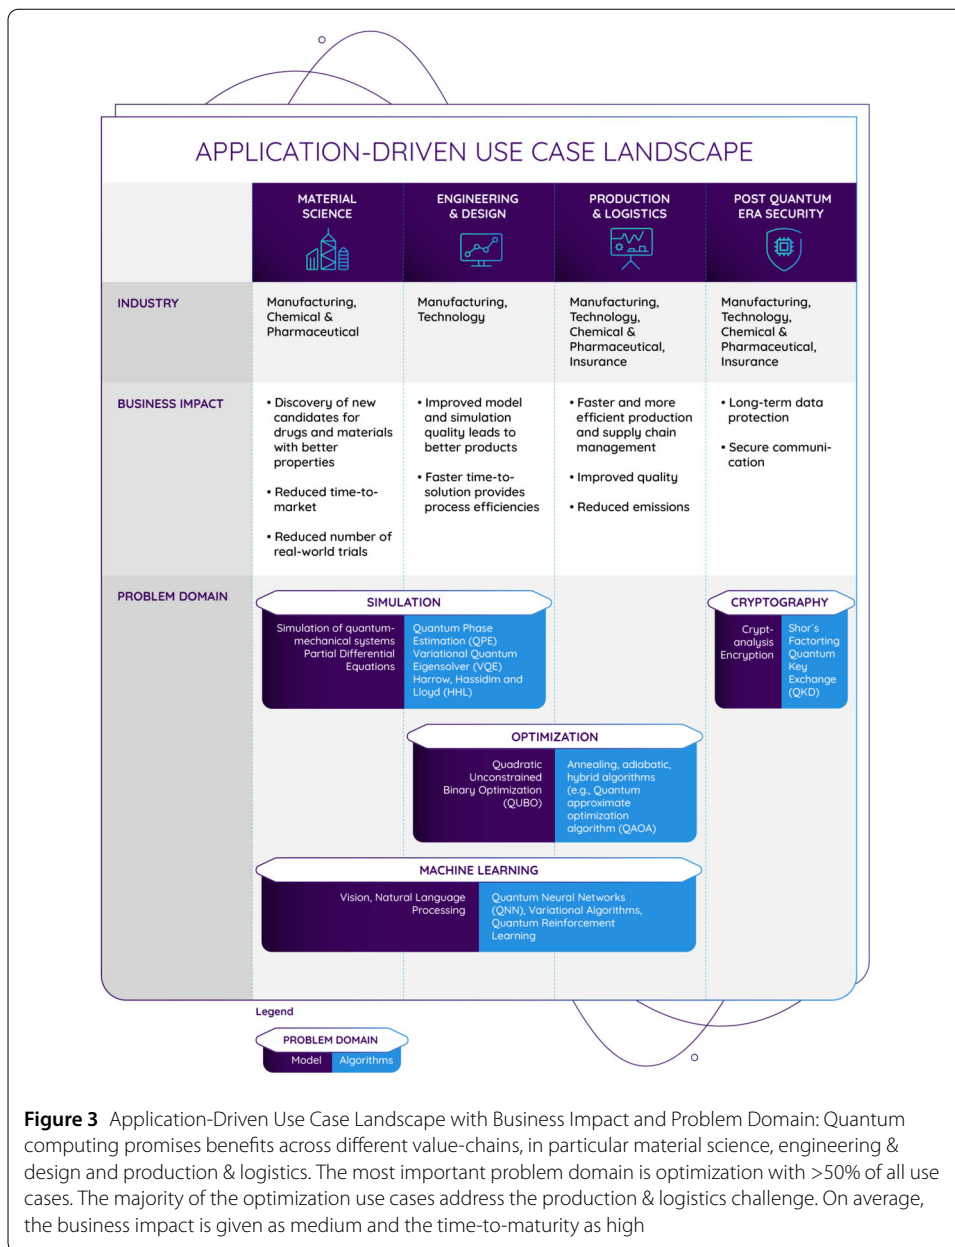 APPLICATION-DRIVEN USE CASE LANDSCAPE
MATERIAL
SCIENCE
ENGINEERING
& DESIGN
PRODUCTION
& LOGISTICS
POST QUANTUM
ERA SECURITY
INDUSTRY
Manufacturing,
Chemical &
Pharmaceutical
Manufacturing,
Technology
Manufacturing,
Technology,
Chemical &
Pharmaceutical,
Insurance
Manufacturing,
Technology,
Chemical &
Pharmaceutical,
Insurance
BUSINESS IMPACT
• Discovery of new
candidates for
drugs and materials
with better
properties
• Reduced time-to-
market
• Reduced number of
real-world trials
• Improved model
and simulation
quality leads to
better products
• Faster time-to-
solution provides
process efficiencies
• Faster and more
efficient production
and supply chain
management
• Improved quality
• Reduced emissions
• Long-term data
protection
• Secure communi-
cation
PROBLEM DOMAIN
SIMULATION
Simulation of quantum-
mechanical systems
Partial Differential
Equations
Quantum Phase
Estimation (QPE)
Variational Quantum
Eigensolver (VQE)
Harrow, Hassidim and
Lloyd (HHL)
CRYPTOGRAPHY
Crypt-
analysis
Encryption
Shor`s
Factorting
Quantum
Key
Exchange
(QKD)
OPTIMIZATION
Quadratic
Unconstrained
Binary Optimization
(QUBO)
Annealing, adiabatic,
hybrid algorithms
(e.g., Quantum
approximate
optimization
algorithm (QAOA)
MACHINE LEARNING
Vision, Natural Language
Processing
Quantum Neural Networks
(QNN), Variational Algorithms,
Quantum Reinforcement
Learning
Legend
PROBLEM DOMAIN
Model
Algorithms
Figure 3 Application-Driven Use Case Landscape with Business Impact and Problem Domain: Quantum
computing promises benefits across different value-chains, in particular material science, engineering &
design and production & logistics. The most important problem domain is optimization with >50% of all use
cases. The majority of the optimization use cases address the production & logistics challenge. On average,
the business impact is given as medium and the time-to-maturity as high